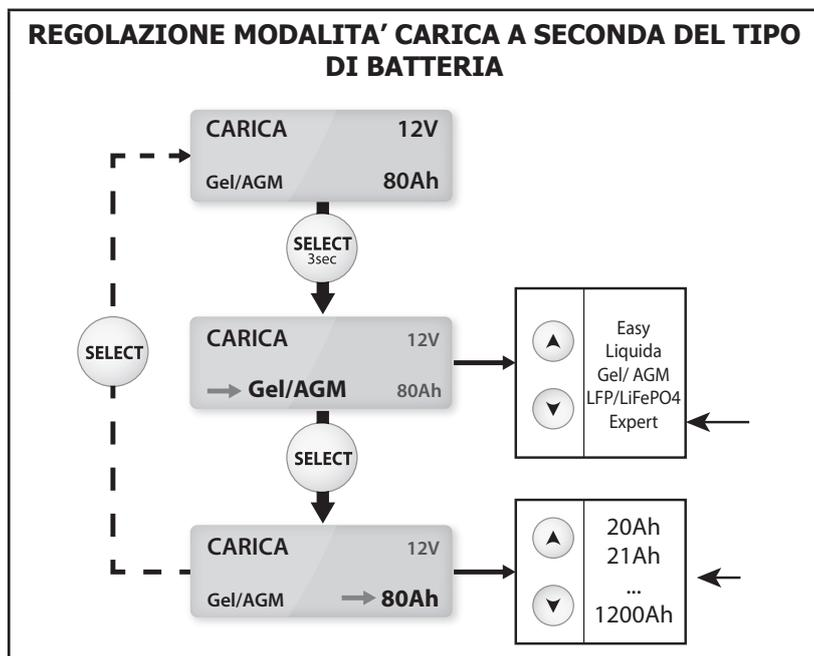 REGOLAZIONE MODALITA’ CARICA A SECONDA DEL TIPO
DI BATTERIA
CARICA 12V
Gel/AGM 80Ah
SELECT
3sec
CARICA 12V
Gel/AGM 80Ah
Easy
Liquida
Gel/ AGM
LFP/LiFePO4
Expert
SELECT
SELECT
CARICA 12V
Gel/AGM 80Ah
20Ah
21Ah
...
1200Ah